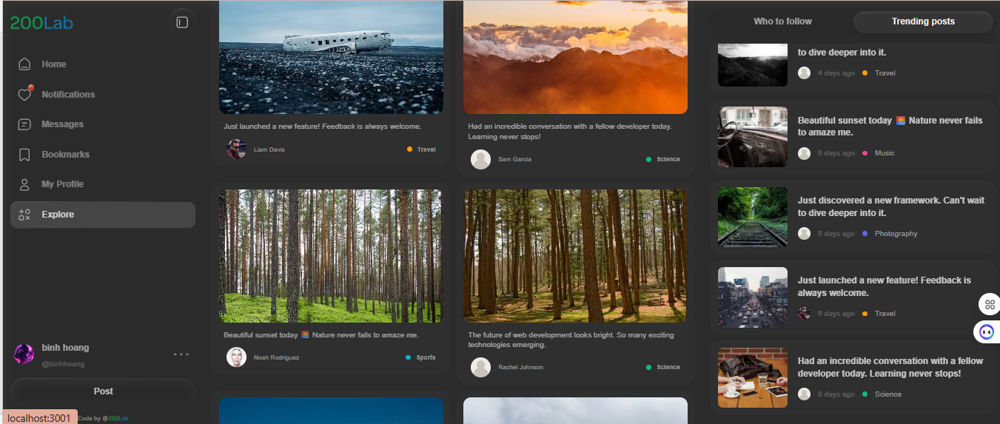 200Lab
Home
Notifications
Messages
Bookmarks
My Profile
Explore
binh hoang
@binhhoang
Post
localhost:3001
Code by @200Lab
Just launched a new feature! Feedback is always welcome.
Liam Davis
Travel
Had an incredible conversation with a fellow developer today.
Learning never stops!
Sam Garcia
Science
Beautiful sunset today 🌇 Nature never fails to amaze me.
Noah Rodriguez
Sports
The future of web development looks bright. So many exciting
technologies emerging.
Rachel Johnson
Science
Who to follow
Trending posts
to dive deeper into it.
4 days ago
Travel
Beautiful sunset today 🌇 Nature never fails
to amaze me.
5 days ago
Music
Just discovered a new framework. Can't wait
to dive deeper into it.
5 days ago
Photography
Just launched a new feature! Feedback is
always welcome.
6 days ago
Travel
Had an incredible conversation with a fellow
developer today. Learning never stops!
8 days ago
Science